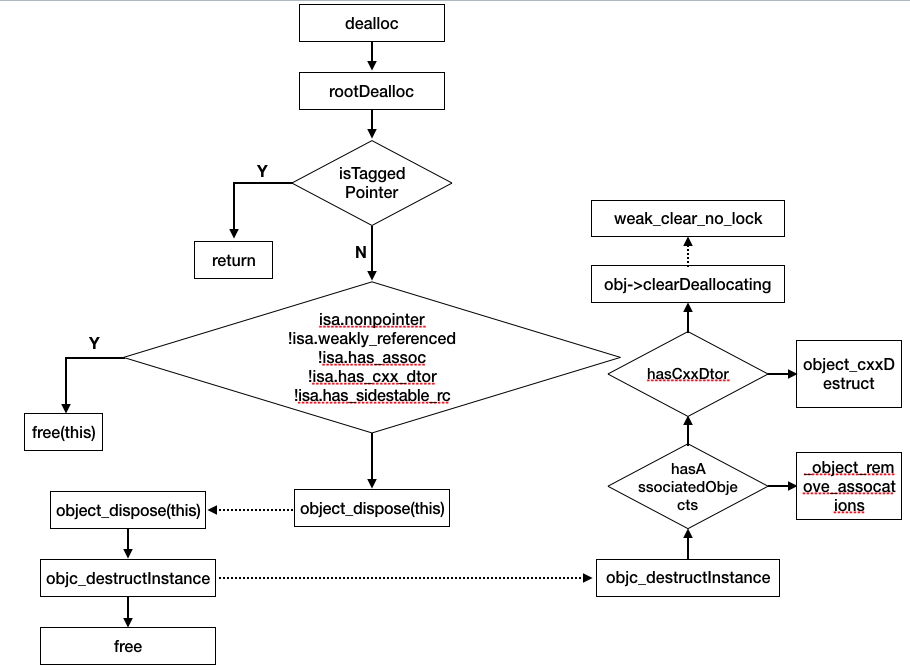 dealloc
rootDealloc
isTagged
Pointer
Y
return
N
isa.nonpointer
!isa.weakly_referenced
!isa.has_assoc
!isa.has_cxx_dtor
!isa.has_sidestable_rc
Y
free(this)
object_dispose(this)
object_dispose(this)
objc_destructInstance
free
objc_destructInstance
hasA
ssociatedObje
cts
_object_rem
ove_assocat
ions
hasCxxDtor
object_cxxD
estruct
obj->clearDeallocating
weak_clear_no_lock